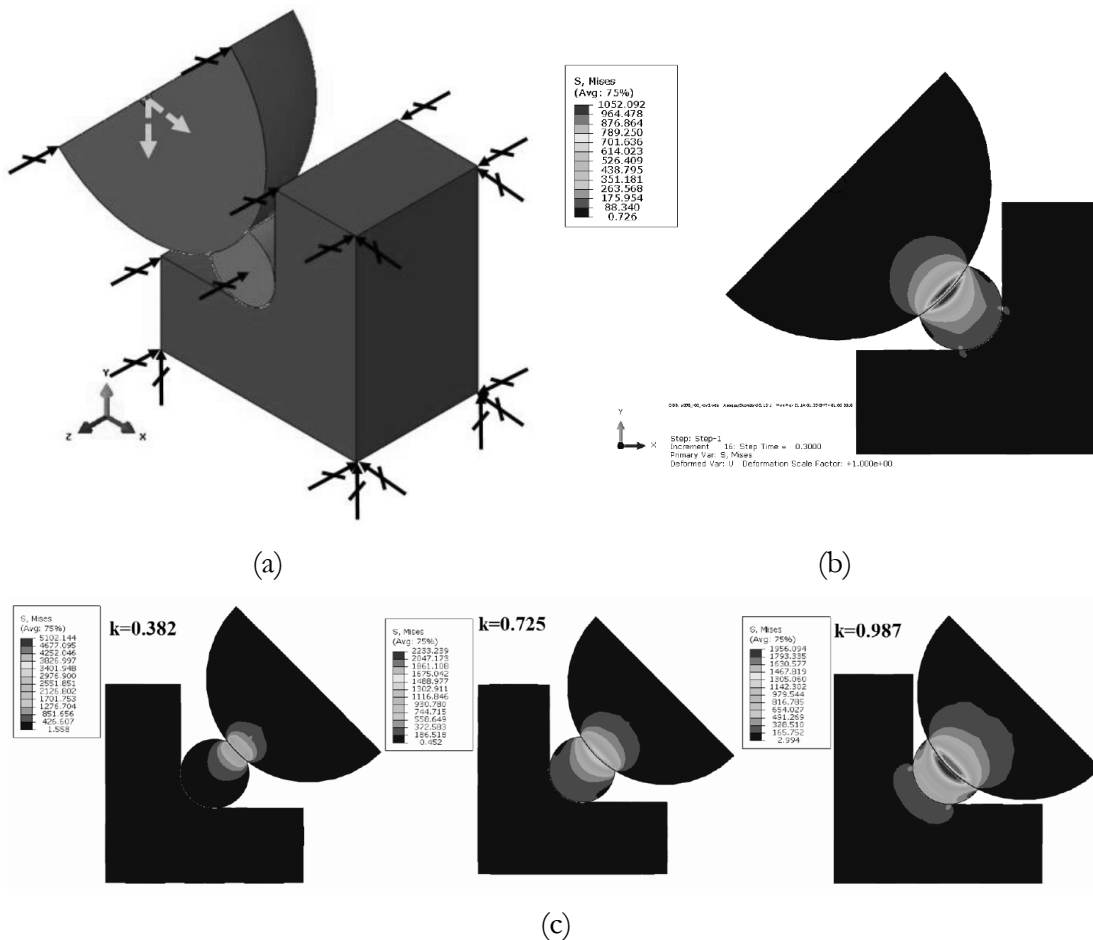 Y
Z
X
(a)
S, Mises
(Avg: 75%)
1052.092
964.478
876.864
789.250
701.636
614.023
526.409
438.795
351.181
263.568
175.954
88.340
0.726
Y
X
Step: Step-1
Increment 16: Step Time = 0.3000
Primary Var: S, Mises
Deformed Var: U Deformation Scale Factor: +1.000e+00
(b)
S, Mises
(Avg: 75%)
5102.144
4677.095
4252.046
3826.997
3401.948
2976.900
2551.851
2126.802
1701.753
1276.704
851.656
426.607
1.558
k=0.382
S, Mises
(Avg: 75%)
2233.239
2047.173
1861.108
1675.042
1488.977
1302.911
1116.846
930.780
744.715
558.649
372.583
186.518
0.452
k=0.725
S, Mises
(Avg: 75%)
1956.094
1793.335
1630.577
1467.819
1305.060
1142.302
979.544
816.785
654.027
491.269
328.510
165.752
2.994
k=0.987
(c)